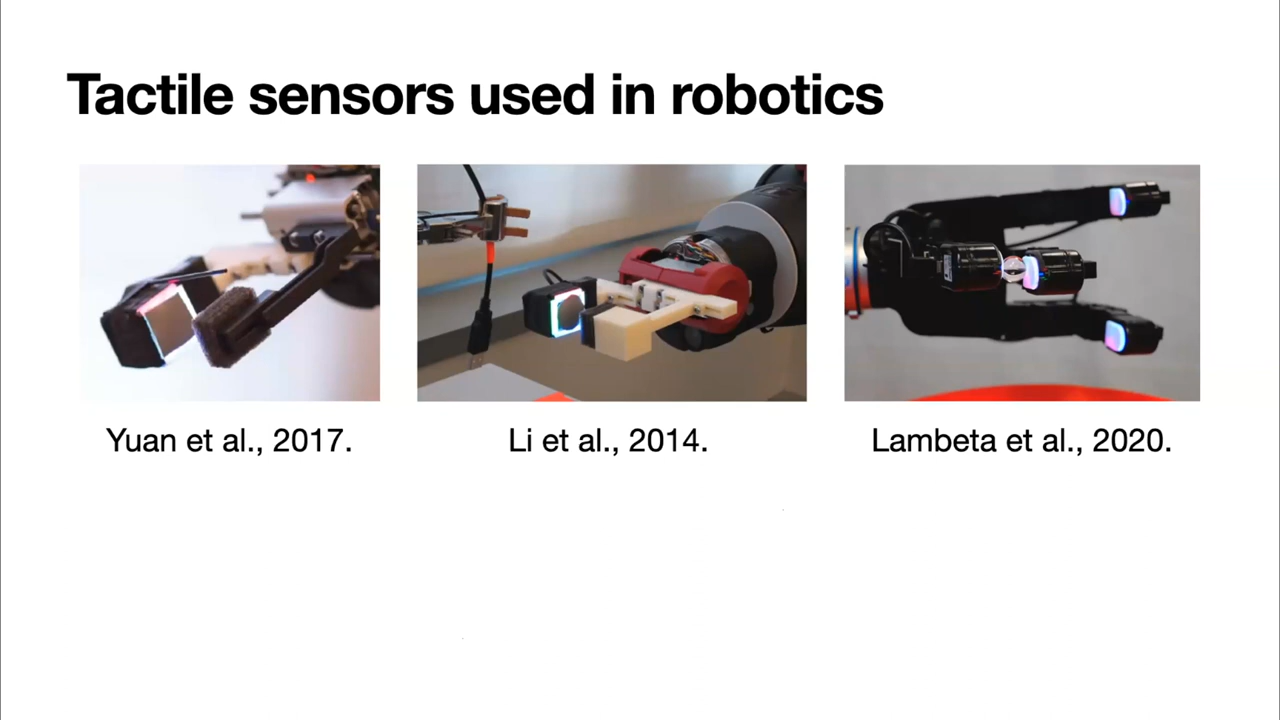 Tactile sensors used in robotics
Yuan et al., 2017.
Li et al., 2014.
Lambeta et al., 2020.